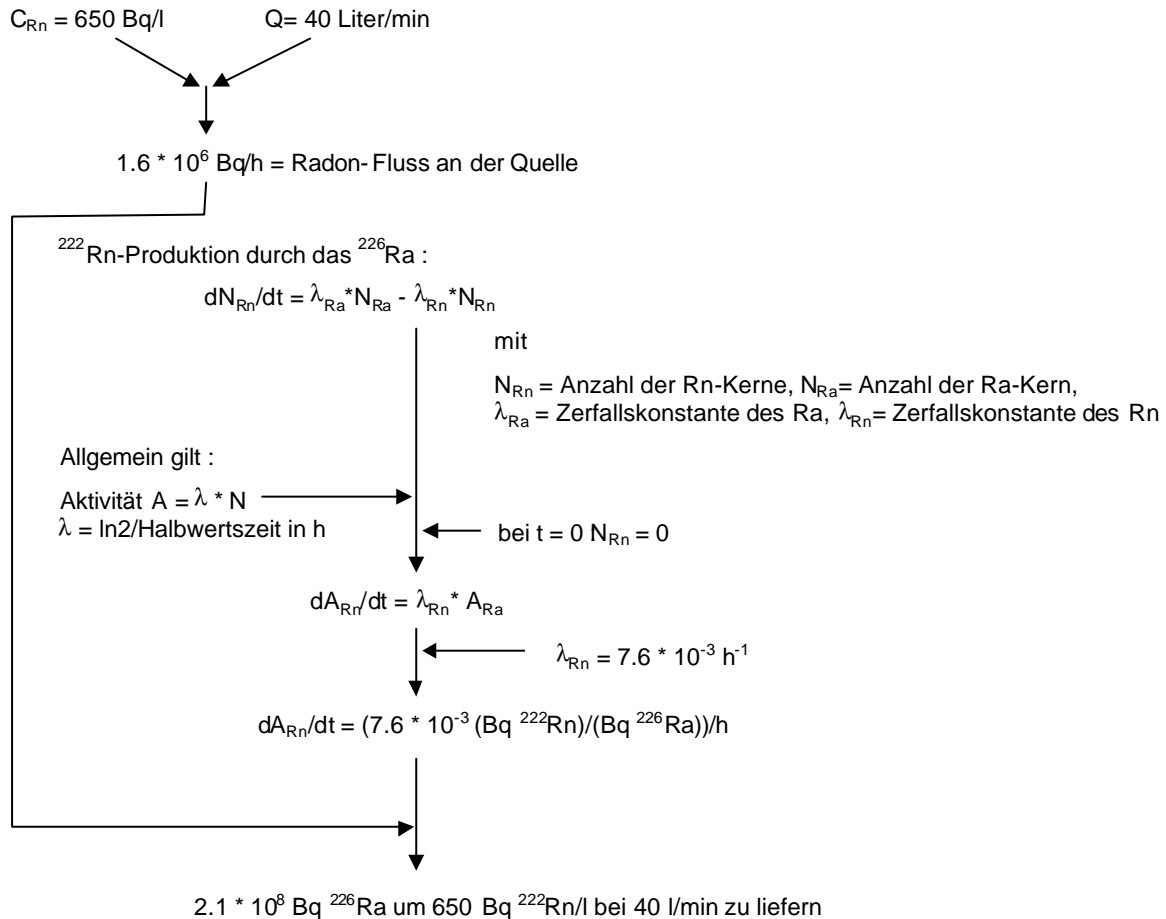 C_Rn = 650 Bq/l
Q= 40 Liter/min
1.6 * 10^6 Bq/h = Radon-Fluss an der Quelle
^222Rn-Produktion durch das ^226Ra :
dN_Rn/dt = λ_Ra*N_Ra - λ_Rn*N_Rn
mit
N_Rn = Anzahl der Rn-Kerne, N_Ra= Anzahl der Ra-Kern,
λ_Ra = Zerfallskonstante des Ra, λ_Rn= Zerfallskonstante des Rn
Allgemein gilt :
Aktivität A = λ * N
λ = ln2/Halbwertszeit in h
bei t = 0 N_Rn = 0
dA_Rn/dt = λ_Rn* A_Ra
λ_Rn = 7.6 * 10^-3 h^-1
dA_Rn/dt = (7.6 * 10^-3 (Bq ^222Rn)/(Bq ^226Ra))/h
2.1 * 10^8 Bq ^226Ra um 650 Bq ^222Rn/l bei 40 l/min zu liefern